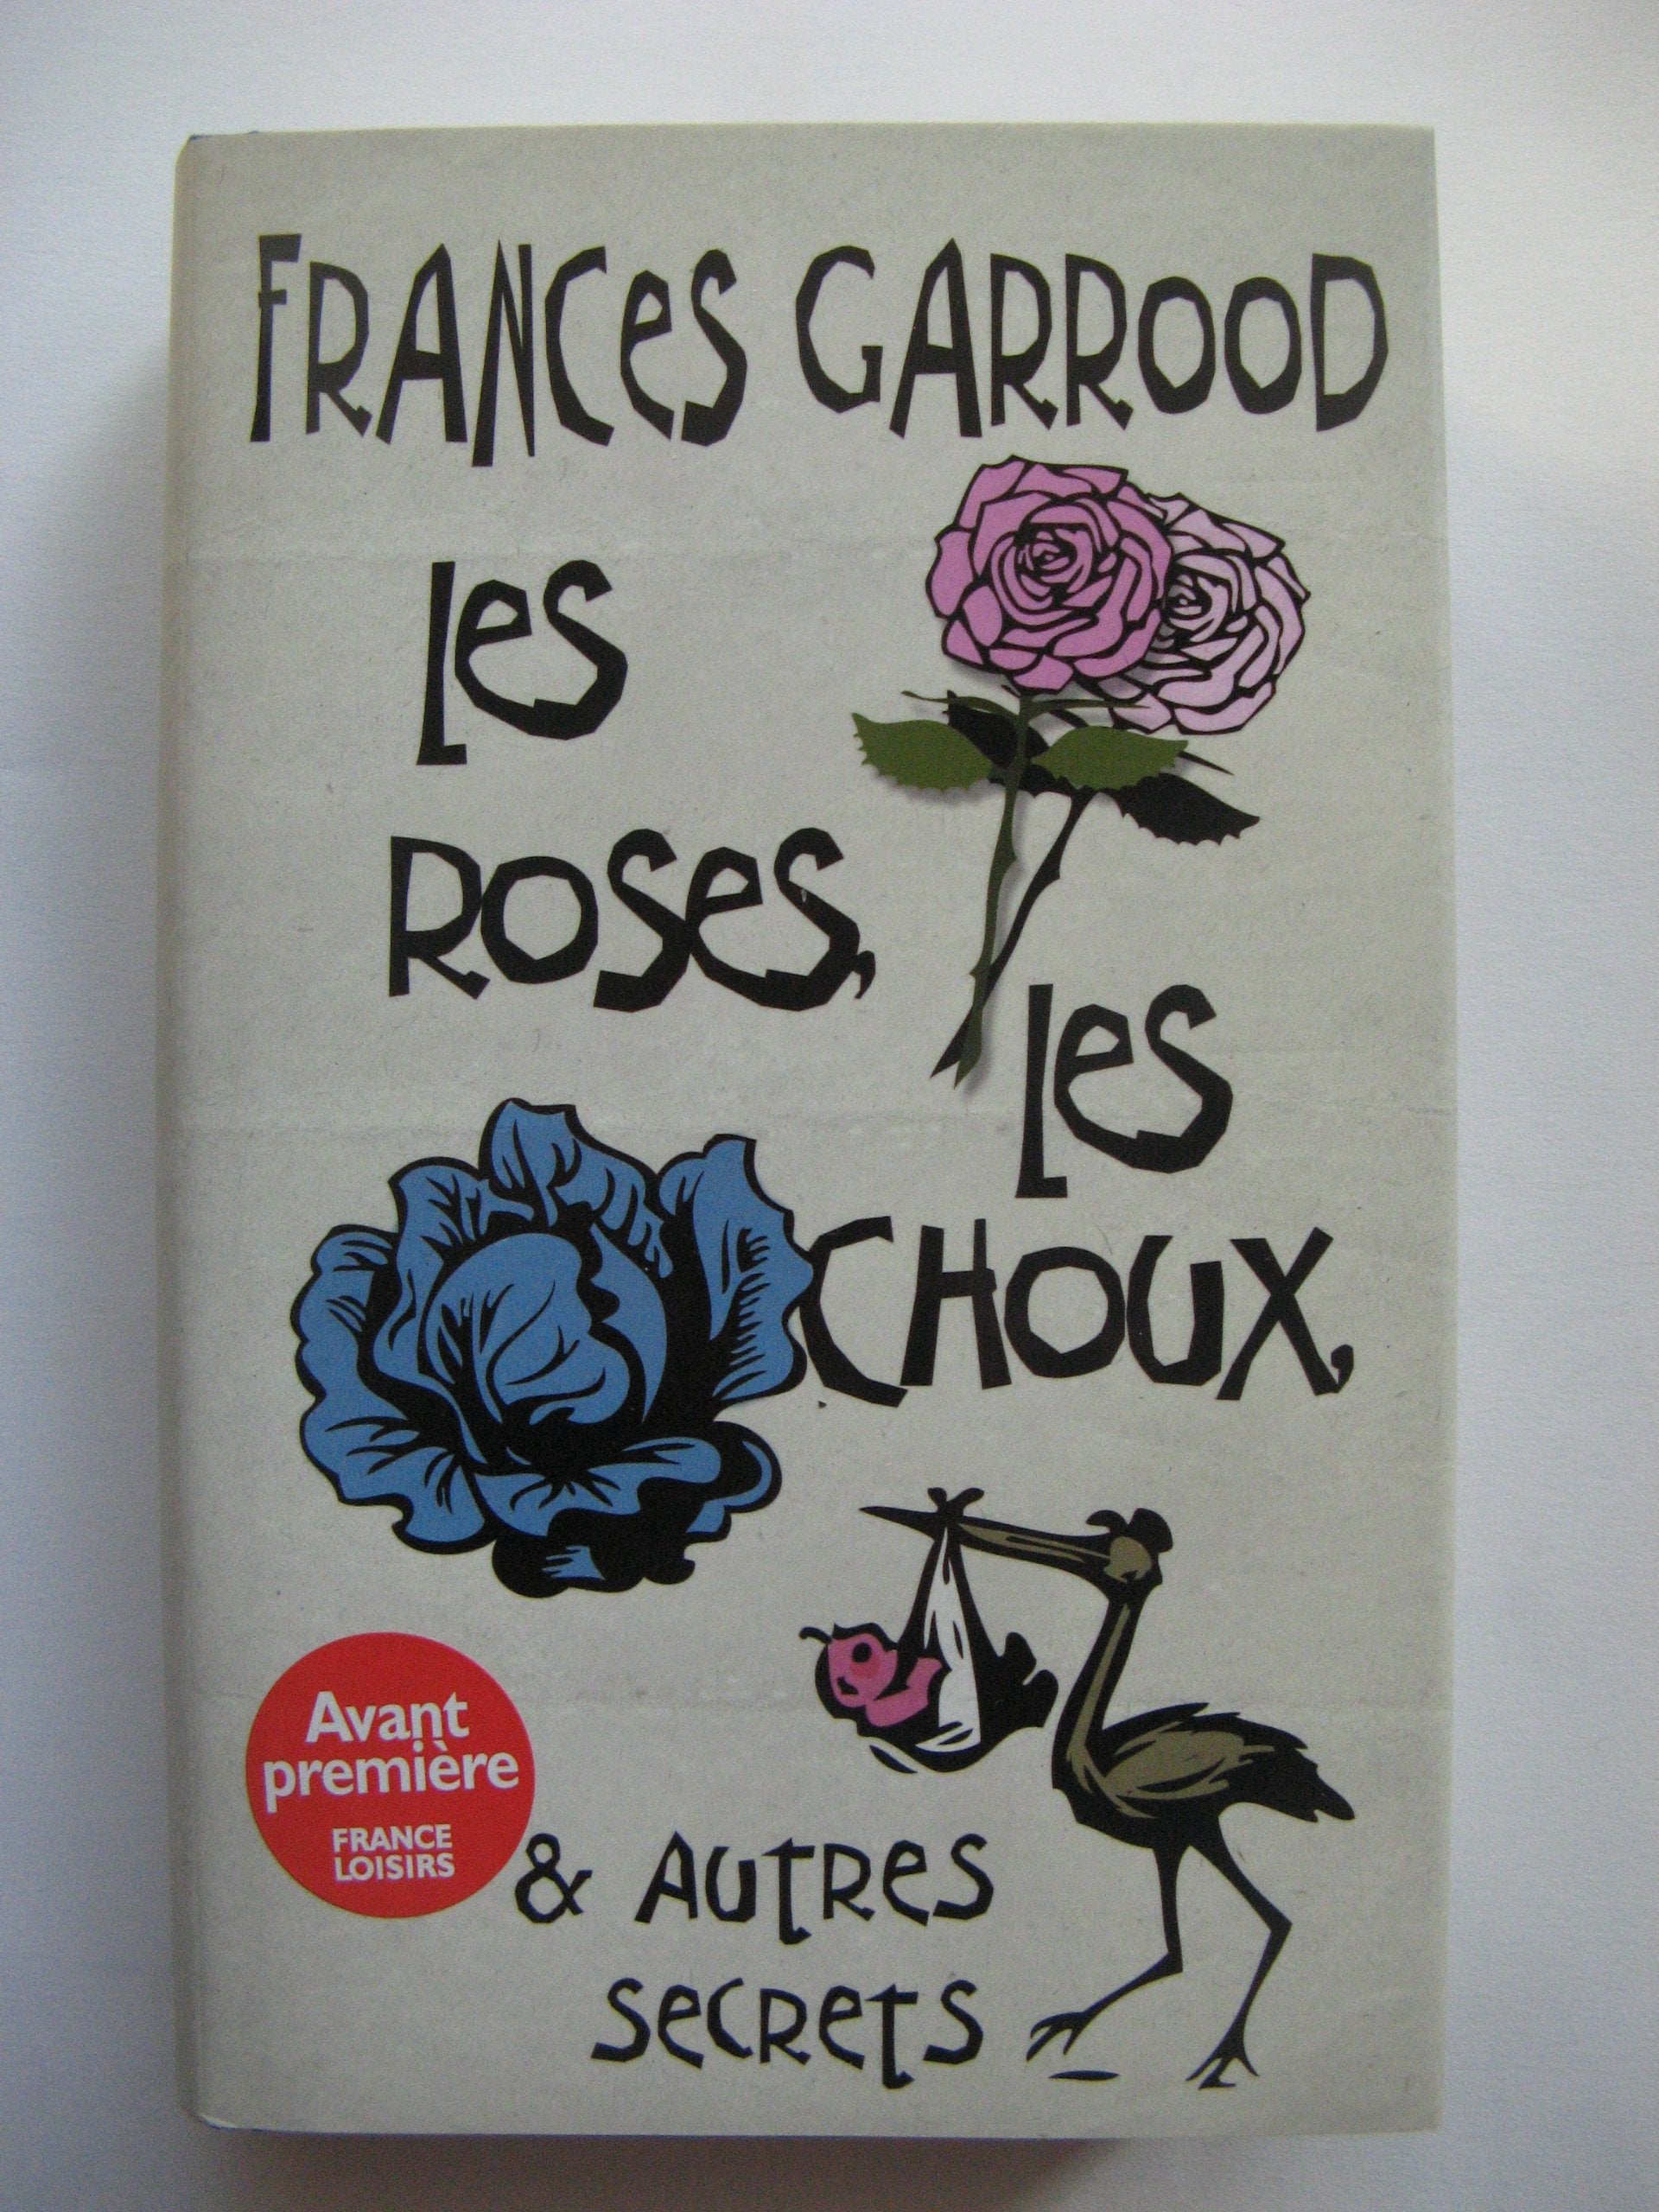 FRANCES GARROOD
Les
ROSES,
Les
CHOUX,
Avant
première
FRANCE
LOISIRS
& AUTRES
SECRETS